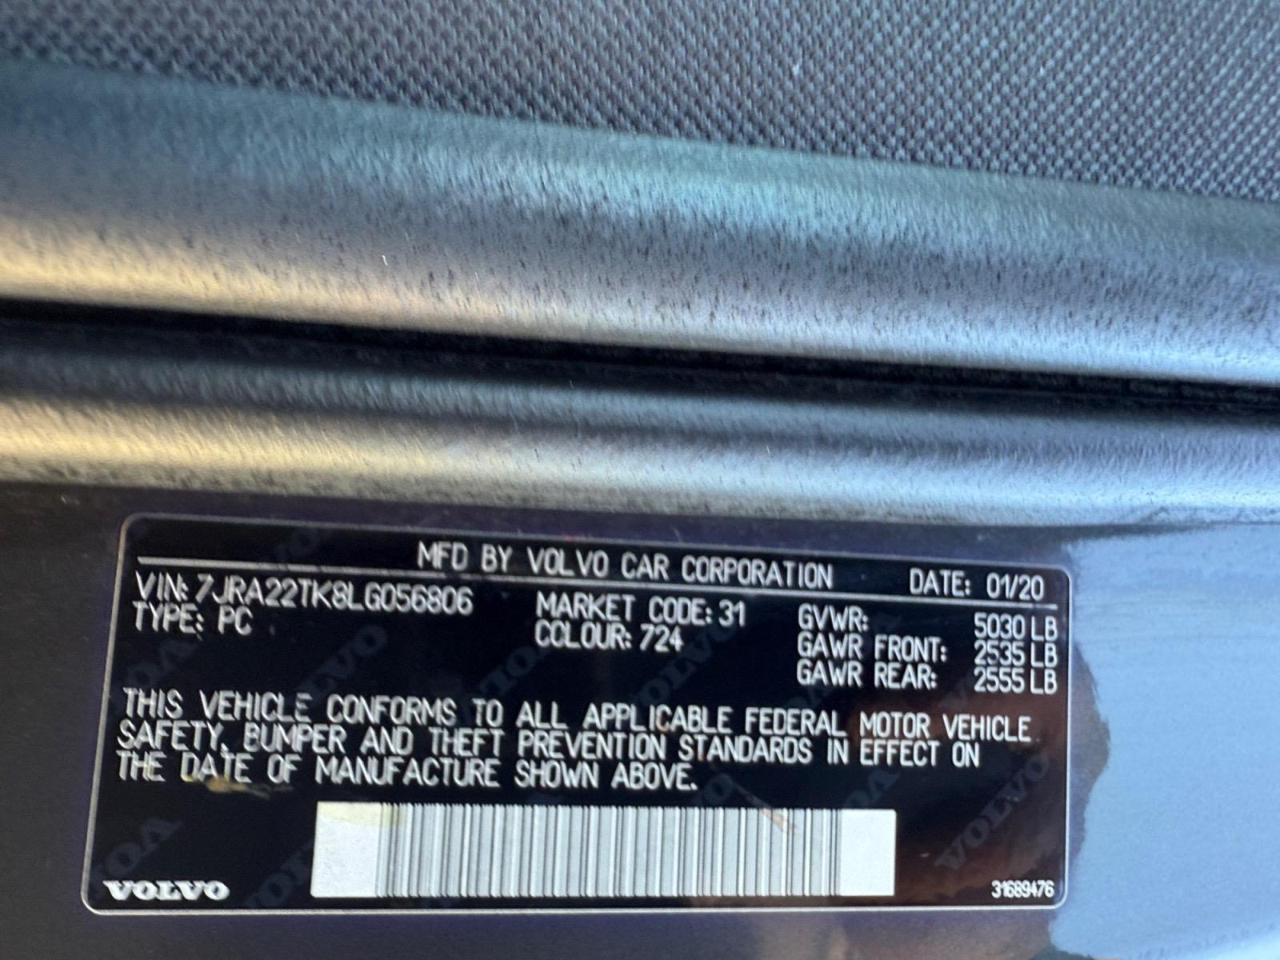 MFD BY VOLVO CAR CORPORATION DATE: 01/20
VIN: 7JRA22TK8LG056806 MARKET CODE: 31 GVWR: 5030 LB
TYPE: PC COLOUR: 724 GAWR FRONT: 2535 LB
GAWR REAR: 2555 LB
THIS VEHICLE CONFORMS TO ALL APPLICABLE FEDERAL MOTOR VEHICLE
SAFETY, BUMPER AND THEFT PREVENTION STANDARDS IN EFFECT ON
THE DATE OF MANUFACTURE SHOWN ABOVE.
VOLVO 31689476